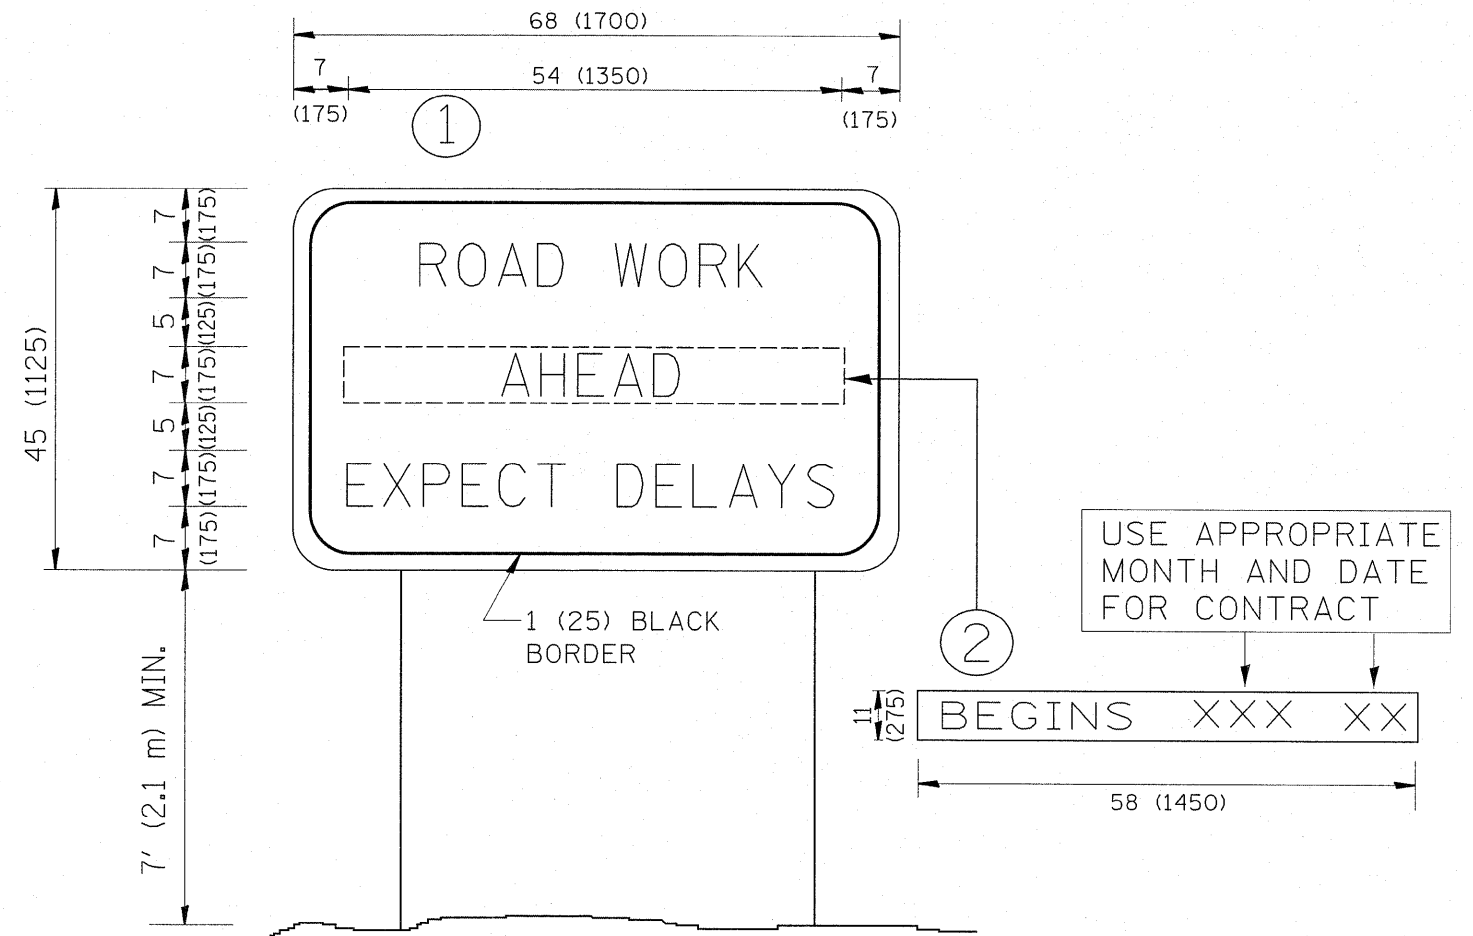 68 (1700)
7
54 (1350)
7
(175)
(175)
1
7
(175)
7
(175)
5
(125)
7
(175)
5
(125)
7
(175)
7
(175)
45 (1125)
ROAD WORK
AHEAD
EXPECT DELAYS
1 (25) BLACK
BORDER
7' (2.1 m) MIN.
2
USE APPROPRIATE
MONTH AND DATE
FOR CONTRACT
11
(275)
BEGINS XXX XX
58 (1450)